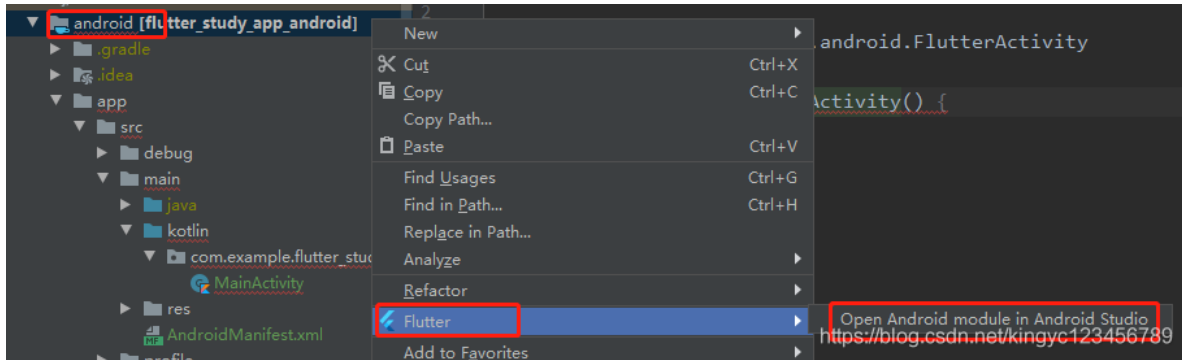 android [flutter_study_app_android]
.gradle
.idea
app
src
debug
main
java
kotlin
com.example.flutter_stu
MainActivity
res
AndroidManifest.xml
2
.android.FlutterActivity
Activity() {
New
Cut Ctrl+X
Copy Ctrl+C
Copy Path...
Paste Ctrl+V
Find Usages Ctrl+G
Find in Path... Ctrl+H
Replace in Path...
Analyze
Refactor
Flutter
Add to Favorites
Open Android module in Android Studio
https://blog.csdn.net/kingyc123456789